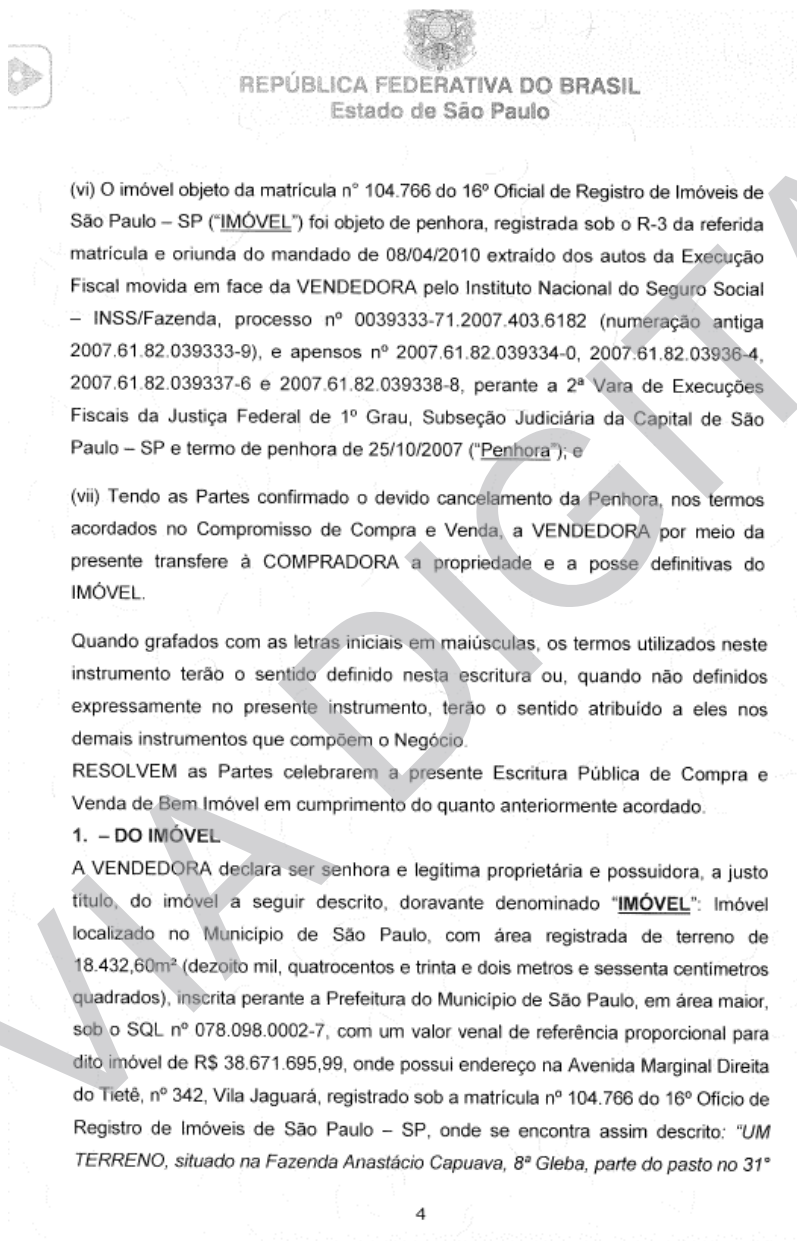 REPÚBLICA FEDERATIVA DO BRASIL
Estado de São Paulo
(vi) O imóvel objeto da matrícula n° 104.766 do 16º Oficial de Registro de Imóveis de
São Paulo – SP (“IMÓVEL”) foi objeto de penhora, registrada sob o R-3 da referida
matrícula e oriunda do mandado de 08/04/2010 extraído dos autos da Execução
Fiscal movida em face da VENDEDORA pelo Instituto Nacional do Seguro Social
– INSS/Fazenda, processo nº 0039333-71.2007.403.6182 (numeração antiga
2007.61.82.039333-9), e apensos nº 2007.61.82.039334-0, 2007.61.82.03936-4,
2007.61.82.039337-6 e 2007.61.82.039338-8, perante a 2ª Vara de Execuções
Fiscais da Justiça Federal de 1º Grau, Subseção Judiciária da Capital de São
Paulo – SP e termo de penhora de 25/10/2007 (“Penhora”); e
(vii) Tendo as Partes confirmado o devido cancelamento da Penhora, nos termos
acordados no Compromisso de Compra e Venda, a VENDEDORA por meio da
presente transfere à COMPRADORA a propriedade e a posse definitivas do
IMÓVEL.
Quando grafados com as letras iniciais em maiúsculas, os termos utilizados neste
instrumento terão o sentido definido nesta escritura ou, quando não definidos
expressamente no presente instrumento, terão o sentido atribuído a eles nos
demais instrumentos que compõem o Negócio.
RESOLVEM as Partes celebrarem a presente Escritura Pública de Compra e
Venda de Bem Imóvel em cumprimento do quanto anteriormente acordado.
1. – DO IMÓVEL
A VENDEDORA declara ser senhora e legítima proprietária e possuidora, a justo
título, do imóvel a seguir descrito, doravante denominado “IMÓVEL”: Imóvel
localizado no Município de São Paulo, com área registrada de terreno de
18.432,60m² (dezoito mil, quatrocentos e trinta e dois metros e sessenta centímetros
quadrados), inscrita perante a Prefeitura do Município de São Paulo, em área maior,
sob o SQL nº 078.098.0002-7, com um valor venal de referência proporcional para
dito imóvel de R$ 38.671.695,99, onde possui endereço na Avenida Marginal Direita
do Tietê, nº 342, Vila Jaguará, registrado sob a matrícula nº 104.766 do 16º Ofício de
Registro de Imóveis de São Paulo – SP, onde se encontra assim descrito: “UM
TERRENO, situado na Fazenda Anastácio Capuava, 8ª Gleba, parte do pasto no 31°
4
VIA DIGITA